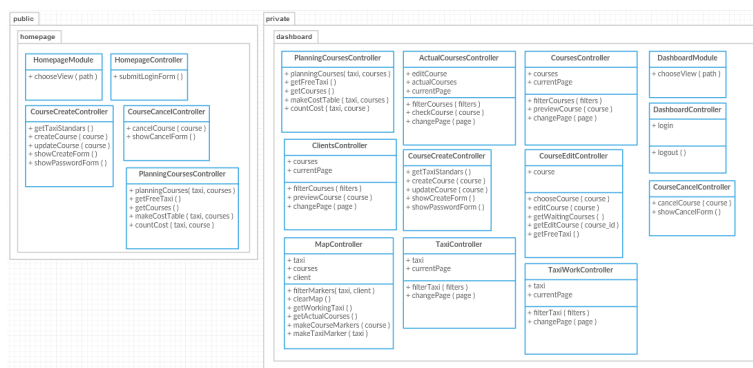 public
homepage
HomepageModule
+ chooseView ( path )
HomepageController
+ submitLoginForm ( )
CourseCreateController
+ getTaxiStandars ( )
+ createCourse ( course )
+ updateCourse ( course )
+ showCreateForm ( )
+ showPasswordForm ( )
CourseCancelController
+ cancelCourse ( course )
+ showCancelForm ( )
PlanningCoursesController
+ planningCourses( taxi, courses )
+ getFreeTaxi ( )
+ getCourses ( )
+ makeCostTable ( taxi, courses )
+ countCost ( taxi, course )
private
dashboard
PlanningCoursesController
+ planningCourses( taxi, courses )
+ getFreeTaxi ( )
+ getCourses ( )
+ makeCostTable ( taxi, courses )
+ countCost ( taxi, course )
ActualCoursesController
+ editCourse
+ actualCourses
+ currentPage
+ filterCourses ( filters )
+ checkCourse ( course )
+ changePage ( page )
CoursesController
+ courses
+ currentPage
+ filterCourses ( filters )
+ previewCourse ( course )
+ changePage ( page )
DashboardModule
+ chooseView ( path )
DashboardController
+ login
+ logout ( )
ClientsController
+ courses
+ currentPage
+ filterCourses ( filters )
+ previewCourse ( course )
+ changePage ( page )
CourseCreateController
+ getTaxiStandars ( )
+ createCourse ( course )
+ updateCourse ( course )
+ showCreateForm ( )
+ showPasswordForm ( )
CourseEditController
+ course
+ chooseCourse ( course )
+ editCourse ( course )
+ getWaitingCourses ( )
+ getEditCourse ( course_id )
+ getFreeTaxi ( )
CourseCancelController
+ cancelCourse ( course )
+ showCancelForm ( )
MapController
+ taxi
+ courses
+ client
+ filterMarkers( taxi, client )
+ clearMap ( )
+ getWorkingTaxi ( )
+ getActualCourses ( )
+ makeCourseMarkers ( course )
+ makeTaxiMarker ( taxi )
TaxiController
+ taxi
+ currentPage
+ filterTaxi ( filters )
+ changePage ( page )
TaxiWorkController
+ taxi
+ currentPage
+ filterTaxi ( filters )
+ changePage ( page )